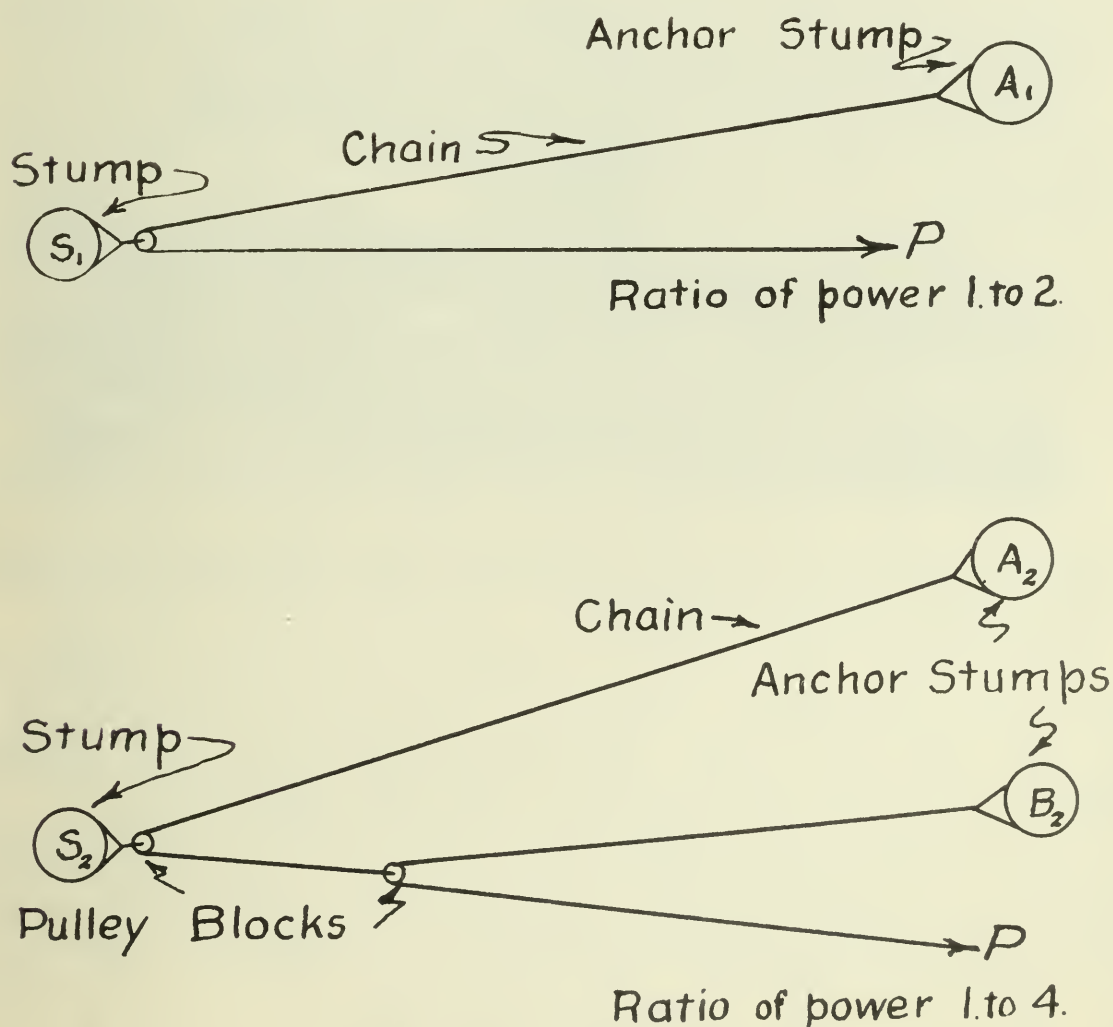 Anchor Stump
A₁
Chain
Stump
S₁
P
Ratio of power 1. to 2.
A₂
Chain
Anchor Stumps
Stump
B₂
S₂
Pulley Blocks
P
Ratio of power 1. to 4.